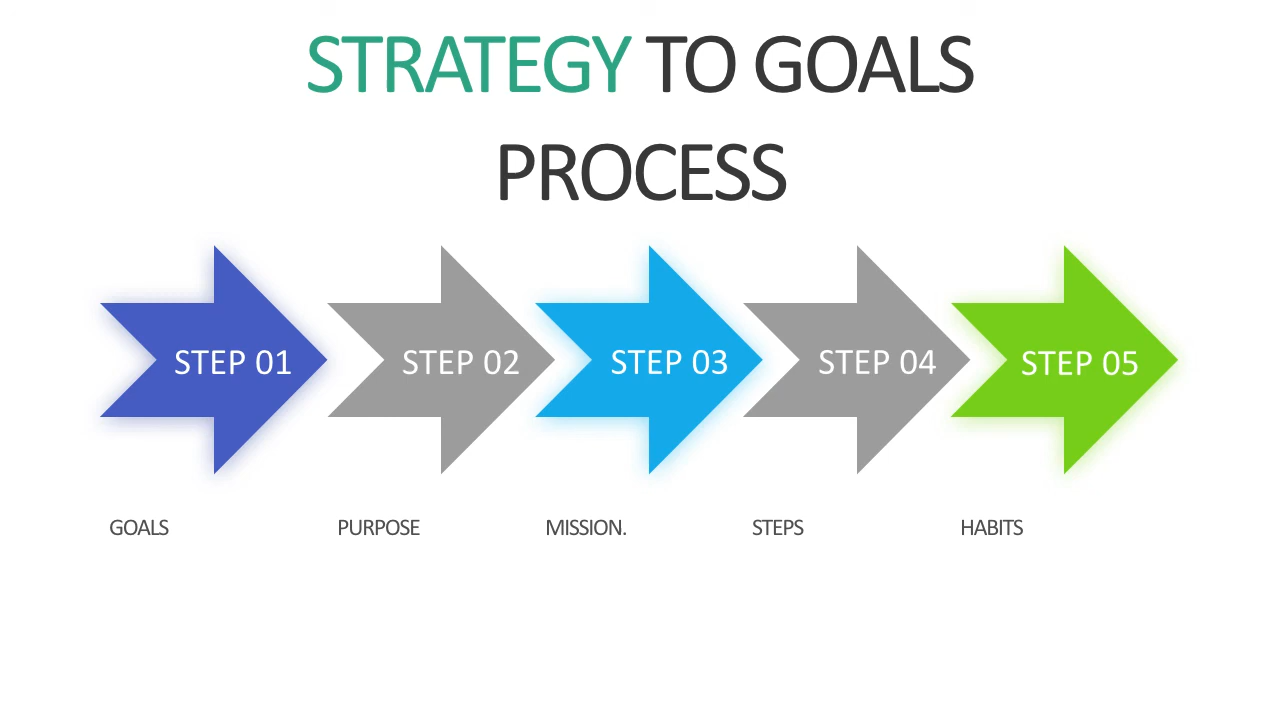 STRATEGY TO GOALS
PROCESS
STEP 01
STEP 02
STEP 03
STEP 04
STEP 05
GOALS
PURPOSE
MISSION.
STEPS
HABITS